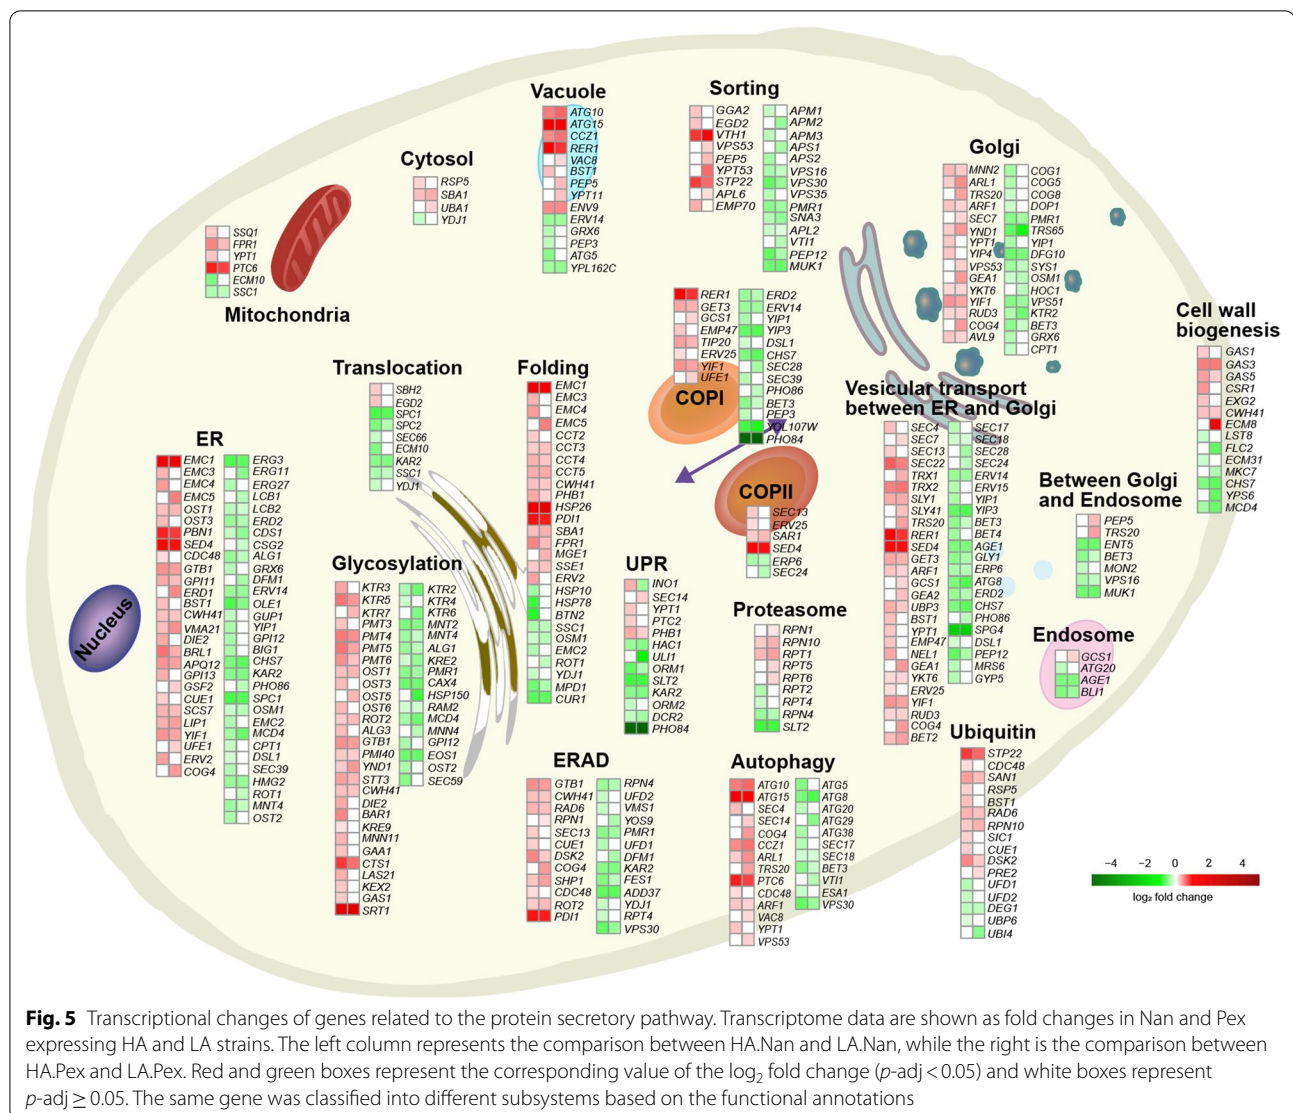 Vacuole
ATG10
ATG15
CCZ1
RER1
VAC8
BST1
PEP5
YPT11
ENV9
ERV14
GRX6
PEP3
ATG5
YPL162C
Sorting
GGA2
EGD2
VTH1
VPS53
PEP5
YPT53
STP22
APL6
EMP70
APM1
APM2
APM3
APS1
APS2
VPS16
VPS30
VPS35
PMR1
SNA3
APL2
VTI1
PEP12
MUK1
Cytosol
RSP5
SBA1
UBA1
YDJ1
SSQ1
FPR1
YPT1
PTC6
ECM10
SSC1
Mitochondria
Golgi
MNN2
ARL1
TRS20
ARF1
SEC7
YND1
YPT1
YIP4
VPS53
GEA1
YKT6
YIF1
RUD3
COG4
AVL9
COG1
COG5
COG8
DOP1
PMR1
TRS65
YIP1
DFG10
SYS1
OSM1
HOC1
VPS51
KTR2
BET3
GRX6
CPT1
RER1
GET3
GCS1
EMP47
TIP20
ERV25
YIF1
UFE1
COPI
ERD2
ERV14
YIP1
YIP3
DSL1
CHS7
SEC28
SEC39
PHO86
BET3
PEP3
YOL107W
PHO84
Cell wall
biogenesis
GAS1
GAS3
GAS5
CSR1
EXG2
CWH41
ECM8
LST8
FLC2
ECM31
MKC7
CHS7
YPS6
MCD4
Translocation
SBH2
EGD2
SPC1
SPC2
SEC66
ECM10
KAR2
SSC1
YDJ1
Folding
EMC1
EMC3
EMC4
EMC5
CCT2
CCT3
CCT4
CCT5
CWH41
PHB1
HSP26
PDI1
SBA1
FPR1
MGE1
SSE1
ERV2
HSP10
HSP78
BTN2
SSC1
OSM1
EMC2
ROT1
YDJ1
MPD1
CUR1
Vesicular transport
between ER and Golgi
SEC4
SEC7
SEC13
SEC22
TRX1
TRX2
SLY1
SLY41
TRS20
RER1
SED4
GET3
ARF1
GCS1
GEA2
UBP3
BST1
YPT1
EMP47
NEL1
GEA1
YKT6
ERV25
YIF1
RUD3
COG4
BET2
SEC17
SEC18
SEC28
SEC24
ERV14
ERV15
YIP1
YIP3
BET3
BET4
AGE1
GLY1
ERP6
ATG8
ERD2
CHS7
PHO86
SPG4
DSL1
PEP12
MRS6
GYP5
ER
EMC1
EMC3
EMC4
EMC5
OST1
OST3
PBN1
SED4
CDC48
GTB1
GPI11
ERD1
BST1
CWH41
VMA21
DIE2
BRL1
APQ12
GPI13
GSF2
CUE1
SCS7
LIP1
YIF1
UFE1
ERV2
COG4
ERG3
ERG11
ERG27
LCB1
LCB2
ERD2
CDS1
CSG2
ALG1
GRX6
DFM1
ERV14
OLE1
GUP1
YIP1
GPI12
BIG1
CHS7
KAR2
PHO86
SPC1
OSM1
EMC2
MCD4
CPT1
DSL1
SEC39
HMG2
ROT1
MNT4
OST2
Nucleus
COPII
SEC13
ERV25
SAR1
SED4
ERP6
SEC24
Between Golgi
and Endosome
PEP5
TRS20
ENT5
BET3
MON2
VPS16
MUK1
Glycosylation
KTR3
KTR5
KTR7
PMT3
PMT4
PMT5
PMT6
OST1
OST3
OST5
OST6
ROT2
ALG3
GTB1
PMI40
YND1
STT3
CWH41
DIE2
BAR1
KRE9
MNN11
GAA1
CTS1
LAS21
KEX2
GAS1
SRT1
KTR2
KTR4
KTR6
MNT2
MNT4
ALG1
KRE2
PMR1
CAX4
HSP150
RAM2
MCD4
MNN4
GPI12
EOS1
OST2
SEC59
UPR
INO1
SEC14
YPT1
PTC2
PHB1
HAC1
ULI1
ORM1
SLT2
KAR2
ORM2
DCR2
PHO84
Proteasome
RPN1
RPN10
RPT1
RPT5
RPT6
RPT2
RPT4
RPN4
SLT2
Endosome
GCS1
ATG20
AGE1
BLI1
ERAD
GTB1
CWH41
RAD6
RPN1
SEC13
CUE1
DSK2
COG4
SHP1
CDC48
ROT2
PDI1
RPN4
UFD2
VMS1
YOS9
PMR1
UFD1
DFM1
KAR2
FES1
ADD37
YDJ1
RPT4
VPS30
Autophagy
ATG10
ATG15
SEC4
SEC14
COG4
CCZ1
ARL1
TRS20
PTC6
CDC48
ARF1
VAC8
YPT1
VPS53
ATG5
ATG8
ATG20
ATG29
ATG38
SEC17
SEC18
BET3
VTI1
ESA1
VPS30
Ubiquitin
STP22
CDC48
SAN1
RSP5
BST1
RAD6
RPN10
SIC1
CUE1
DSK2
PRE2
UFD1
UFD2
DEG1
UBP6
UBI4
−4 −2 0 2 4
log₂ fold change
Fig. 5 Transcriptional changes of genes related to the protein secretory pathway. Transcriptome data are shown as fold changes in Nan and Pex
expressing HA and LA strains. The left column represents the comparison between HA.Nan and LA.Nan, while the right is the comparison between
HA.Pex and LA.Pex. Red and green boxes represent the corresponding value of the log₂ fold change (p-adj < 0.05) and white boxes represent
p-adj ≥ 0.05. The same gene was classified into different subsystems based on the functional annotations